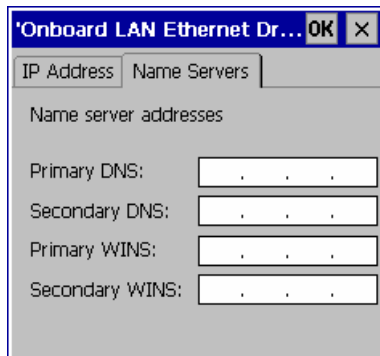 'Onboard LAN Ethernet Dr... OK ×
IP Address Name Servers
Name server addresses
Primary DNS: . . .
Secondary DNS: . . .
Primary WINS: . . .
Secondary WINS: . . .